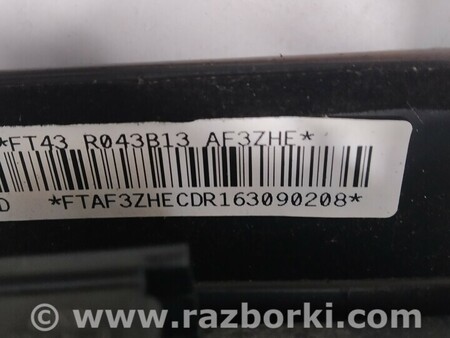 *FT43 R043B13 AF3ZHE*
D *FTAF3ZHECDR163090208*
© www.razborki.com